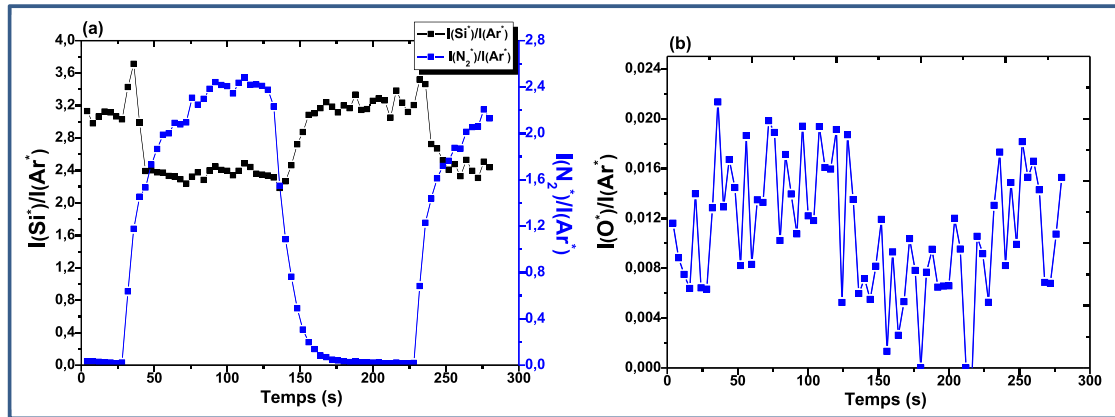 (a)
I(Si*)/I(Ar*)
I(N₂*)/I(Ar*)
4,0
3,6
3,2
2,8
2,4
2,0
1,6
1,2
0,8
0,4
0,0
I(Si*)/I(Ar*)
2,8
2,4
2,0
1,6
1,2
0,8
0,4
0,0
I(N₂*)/I(Ar*)
0 50 100 150 200 250 300
Temps (s)
(b)
0,024
0,020
0,016
0,012
0,008
0,004
0,000
I(O*)/I(Ar*)
0 50 100 150 200 250 300
Temps (s)